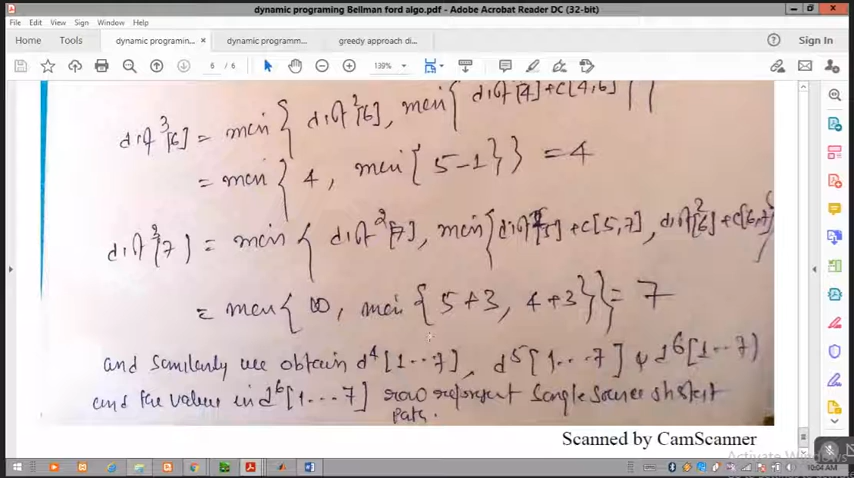 dynamic programing Bellman ford algo.pdf - Adobe Acrobat Reader DC (32-bit)
File Edit View Sign Window Help
Home Tools dynamic programin... × dynamic programm... greedy approach di... Sign In
6 / 6 139%
dist³[6] = min { dist²[6], min { dist[4]+c[4,6] } }
= min { 4, min { 5-1 } } = 4
dist³[7] = min { dist²[7], min { dist²[5] + c[5,7], dist²[6] + c[6,7]
= min { ∞, min { 5+3, 4+3 } } = 7
and similarly we obtain d⁴[1--7], d⁵[1...7] & d⁶[1--7)
and the values in d⁶[1...7] row represent single source shortest
path.
Scanned by CamScanner
Activate Windows
10:04 AM